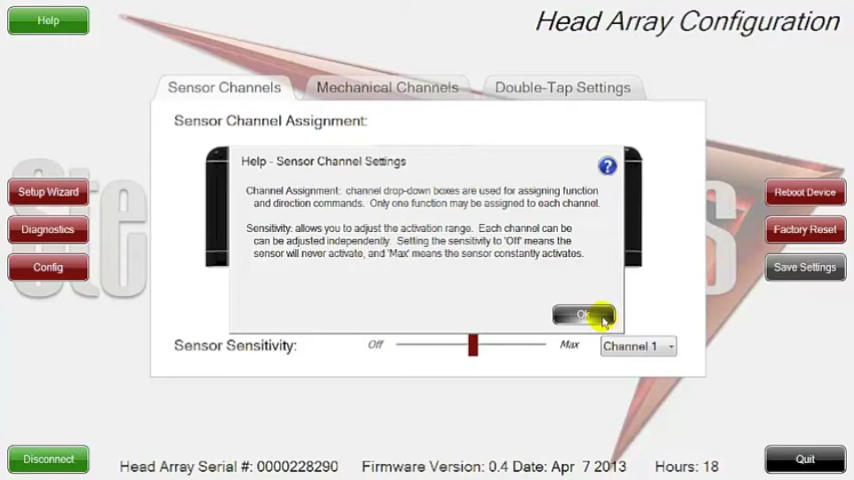 Help
Head Array Configuration
Sensor Channels
Mechanical Channels
Double-Tap Settings
Sensor Channel Assignment:
Help - Sensor Channel Settings
?
Channel Assignment: channel drop-down boxes are used for assigning function
and direction commands. Only one function may be assigned to each channel.
Sensitivity: allows you to adjust the activation range. Each channel can be
can be adjusted independently. Setting the sensitivity to 'Off' means the
sensor will never activate, and 'Max' means the sensor constantly activates.
Ok
Setup Wizard
Diagnostics
Config
Reboot Device
Factory Reset
Save Settings
Sensor Sensitivity:
Off
Max
Channel 1
Disconnect
Head Array Serial #: 0000228290
Firmware Version: 0.4 Date: Apr 7 2013
Hours: 18
Quit